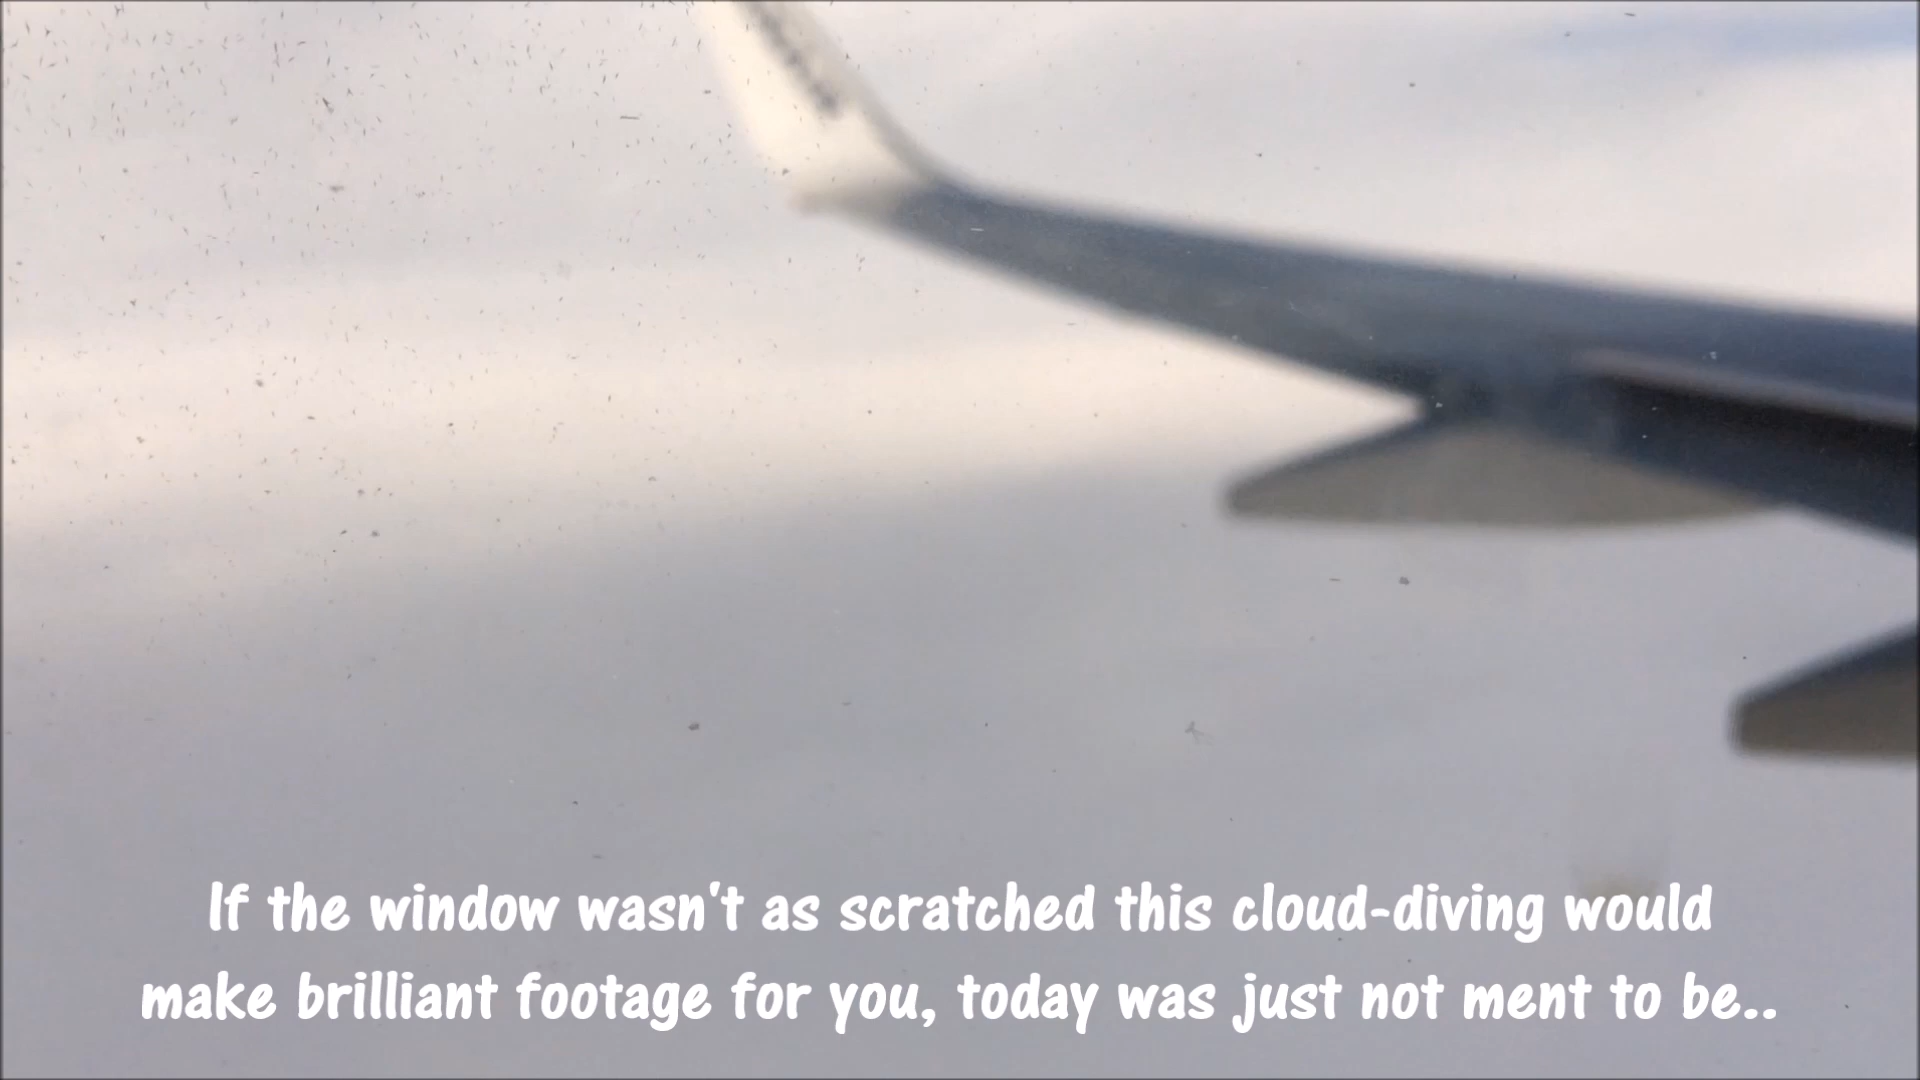 If the window wasn't as scratched this cloud-diving would
make brilliant footage for you, today was just not ment to be..